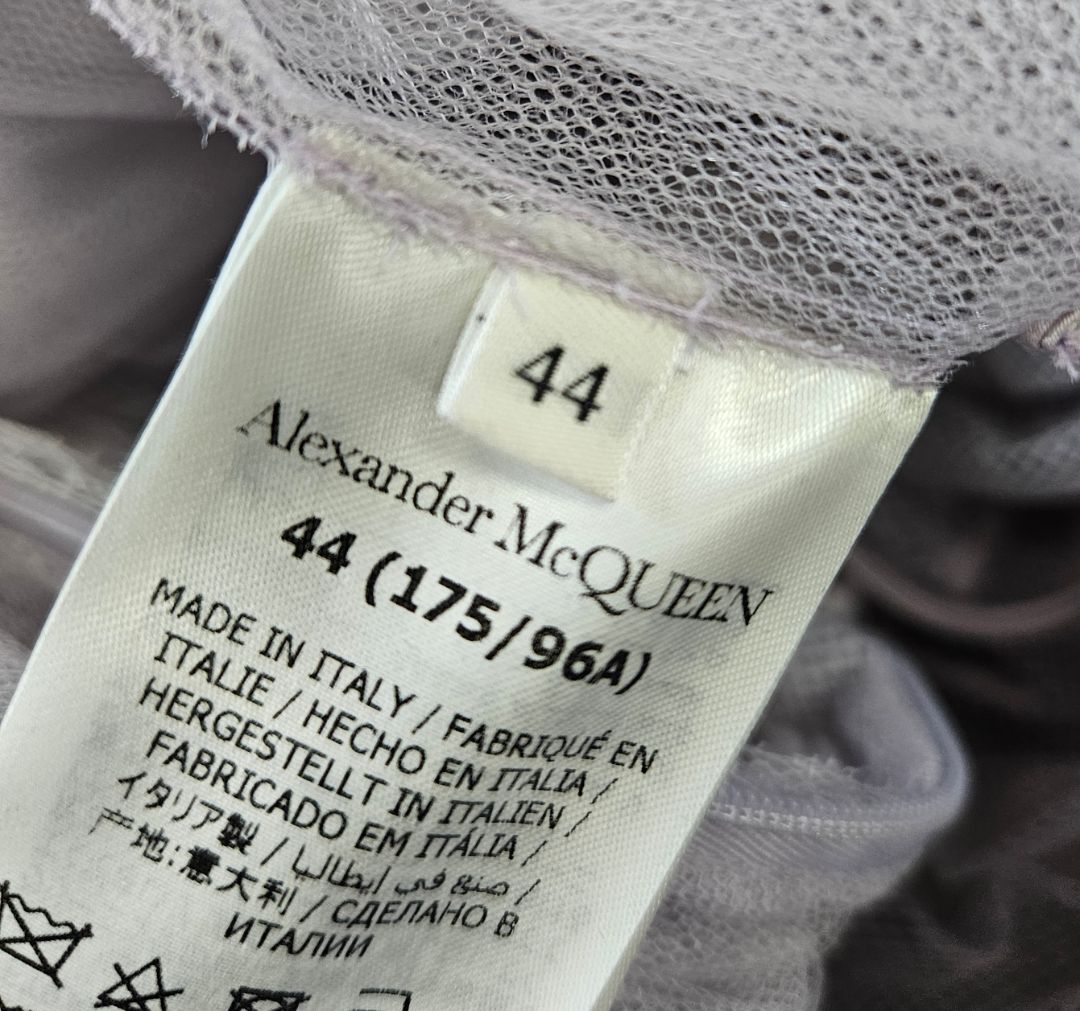 44
Alexander McQUEEN
44 (175/96A)
MADE IN ITALY / FABRIQUÉ EN
ITALIE / HECHO EN ITALIA /
HERGESTELLT IN ITALIEN /
FABRICADO EM ITÁLIA /
イタリア製 / صنع في ايطاليا /
产地：意大利 / СДЕЛАНО В
ИТАЛИИ